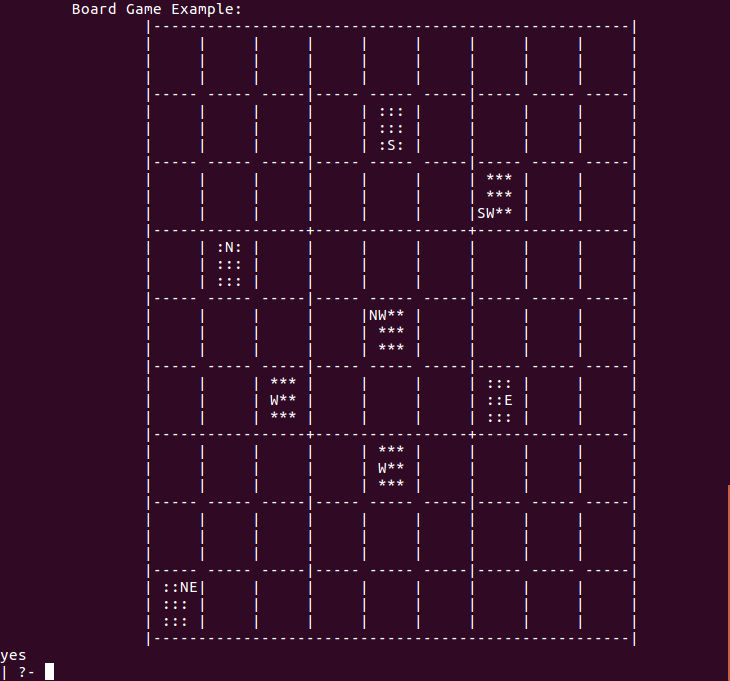 Board Game Example:
                |-----------------------------------------------------|
                |     |     |     |     |     |     |     |     |     |
                |     |     |     |     |     |     |     |     |     |
                |     |     |     |     |     |     |     |     |     |
                |----- ----- -----|----- ----- -----|----- ----- -----|
                |     |     |     |     | ::: |     |     |     |     |
                |     |     |     |     | ::: |     |     |     |     |
                |     |     |     |     | :S: |     |     |     |     |
                |----- ----- -----|----- ----- -----|----- ----- -----|
                |     |     |     |     |     |     | *** |     |     |
                |     |     |     |     |     |     | *** |     |     |
                |     |     |     |     |     |     |SW** |     |     |
                |-----------------+-----------------+-----------------|
                |     | :N: |     |     |     |     |     |     |     |
                |     | ::: |     |     |     |     |     |     |     |
                |     | ::: |     |     |     |     |     |     |     |
                |----- ----- -----|----- ----- -----|----- ----- -----|
                |     |     |     |     |NW** |     |     |     |     |
                |     |     |     |     | *** |     |     |     |     |
                |     |     |     |     | *** |     |     |     |     |
                |----- ----- -----|----- ----- -----|----- ----- -----|
                |     |     | *** |     |     |     | ::: |     |     |
                |     |     | W** |     |     |     | ::E |     |     |
                |     |     | *** |     |     |     | ::: |     |     |
                |-----------------+-----------------+-----------------|
                |     |     |     |     | *** |     |     |     |     |
                |     |     |     |     | W** |     |     |     |     |
                |     |     |     |     | *** |     |     |     |     |
                |----- ----- -----|----- ----- -----|----- ----- -----|
                |     |     |     |     |     |     |     |     |     |
                |     |     |     |     |     |     |     |     |     |
                |     |     |     |     |     |     |     |     |     |
                |----- ----- -----|----- ----- -----|----- ----- -----|
                | ::NE|     |     |     |     |     |     |     |     |
                | ::: |     |     |     |     |     |     |     |     |
                | ::: |     |     |     |     |     |     |     |     |
                |-----------------------------------------------------|
yes
| ?-